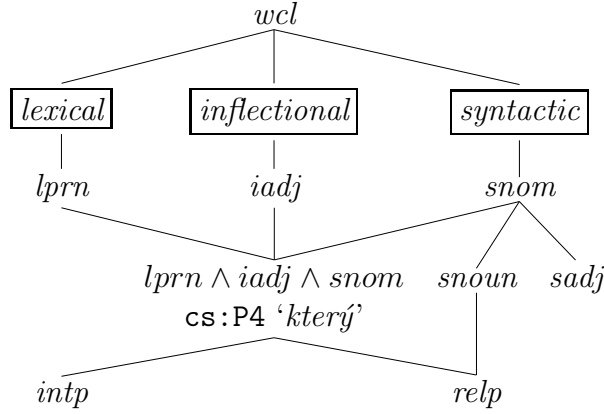 wcl
lexical inflectional syntactic
lprn iadj snom
lprn ∧ iadj ∧ snom snoun sadj
cs:P4 ‘který’
intp relp